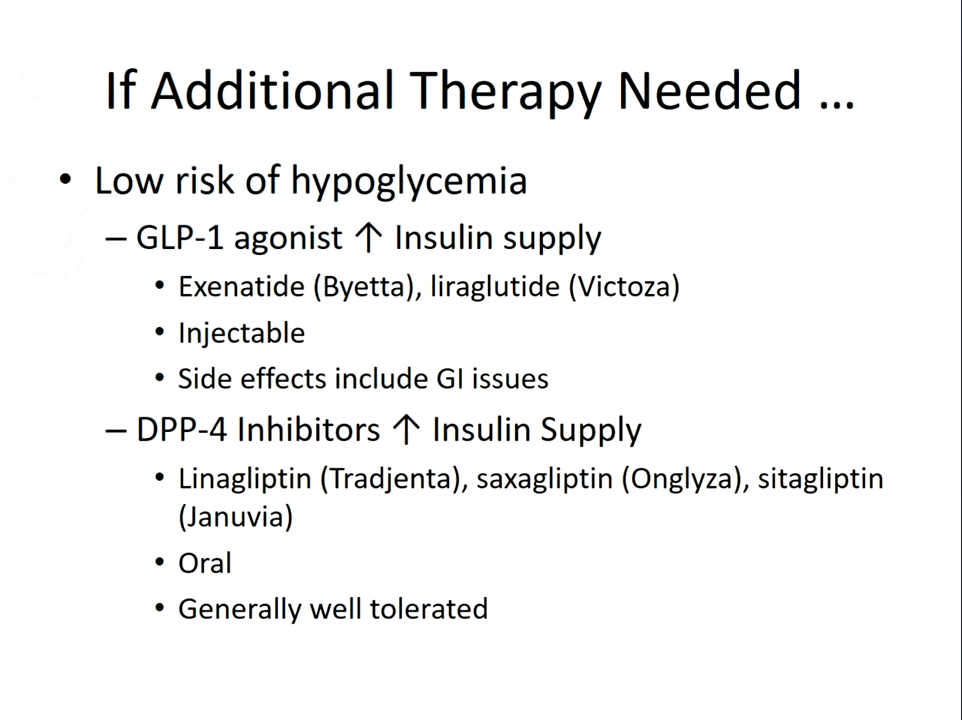 If Additional Therapy Needed ...
• Low risk of hypoglycemia
– GLP-1 agonist ↑ Insulin supply
• Exenatide (Byetta), liraglutide (Victoza)
• Injectable
• Side effects include GI issues
– DPP-4 Inhibitors ↑ Insulin Supply
• Linagliptin (Tradjenta), saxagliptin (Onglyza), sitagliptin
(Januvia)
• Oral
• Generally well tolerated